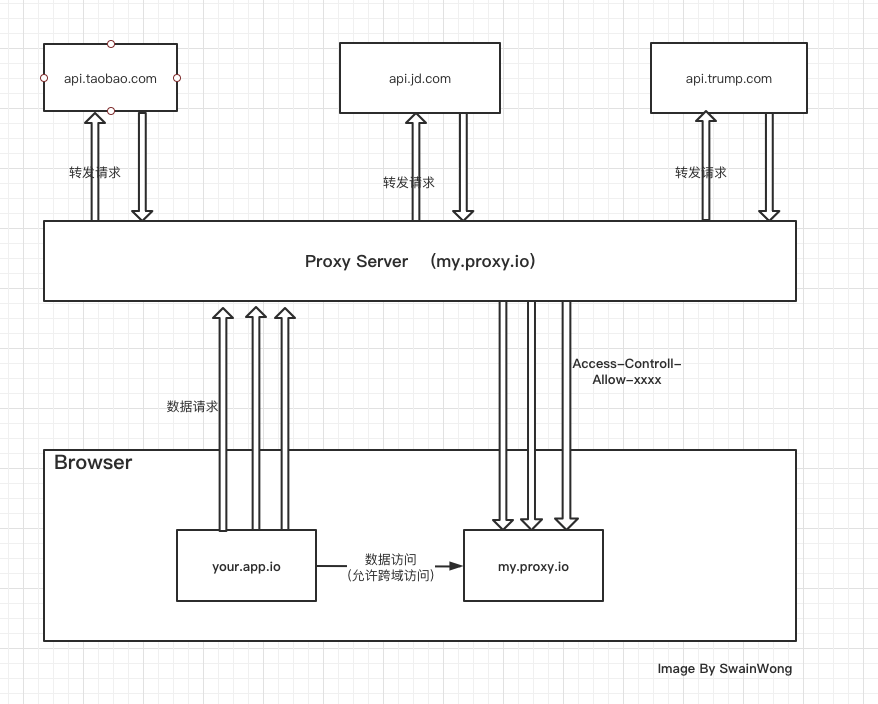 api.taobao.com
api.jd.com
api.trump.com
转发请求
转发请求
转发请求
Proxy Server （my.proxy.io）
Access-Controll-
Allow-xxxx
数据请求
Browser
your.app.io
数据访问
(允许跨域访问)
my.proxy.io
Image By SwainWong